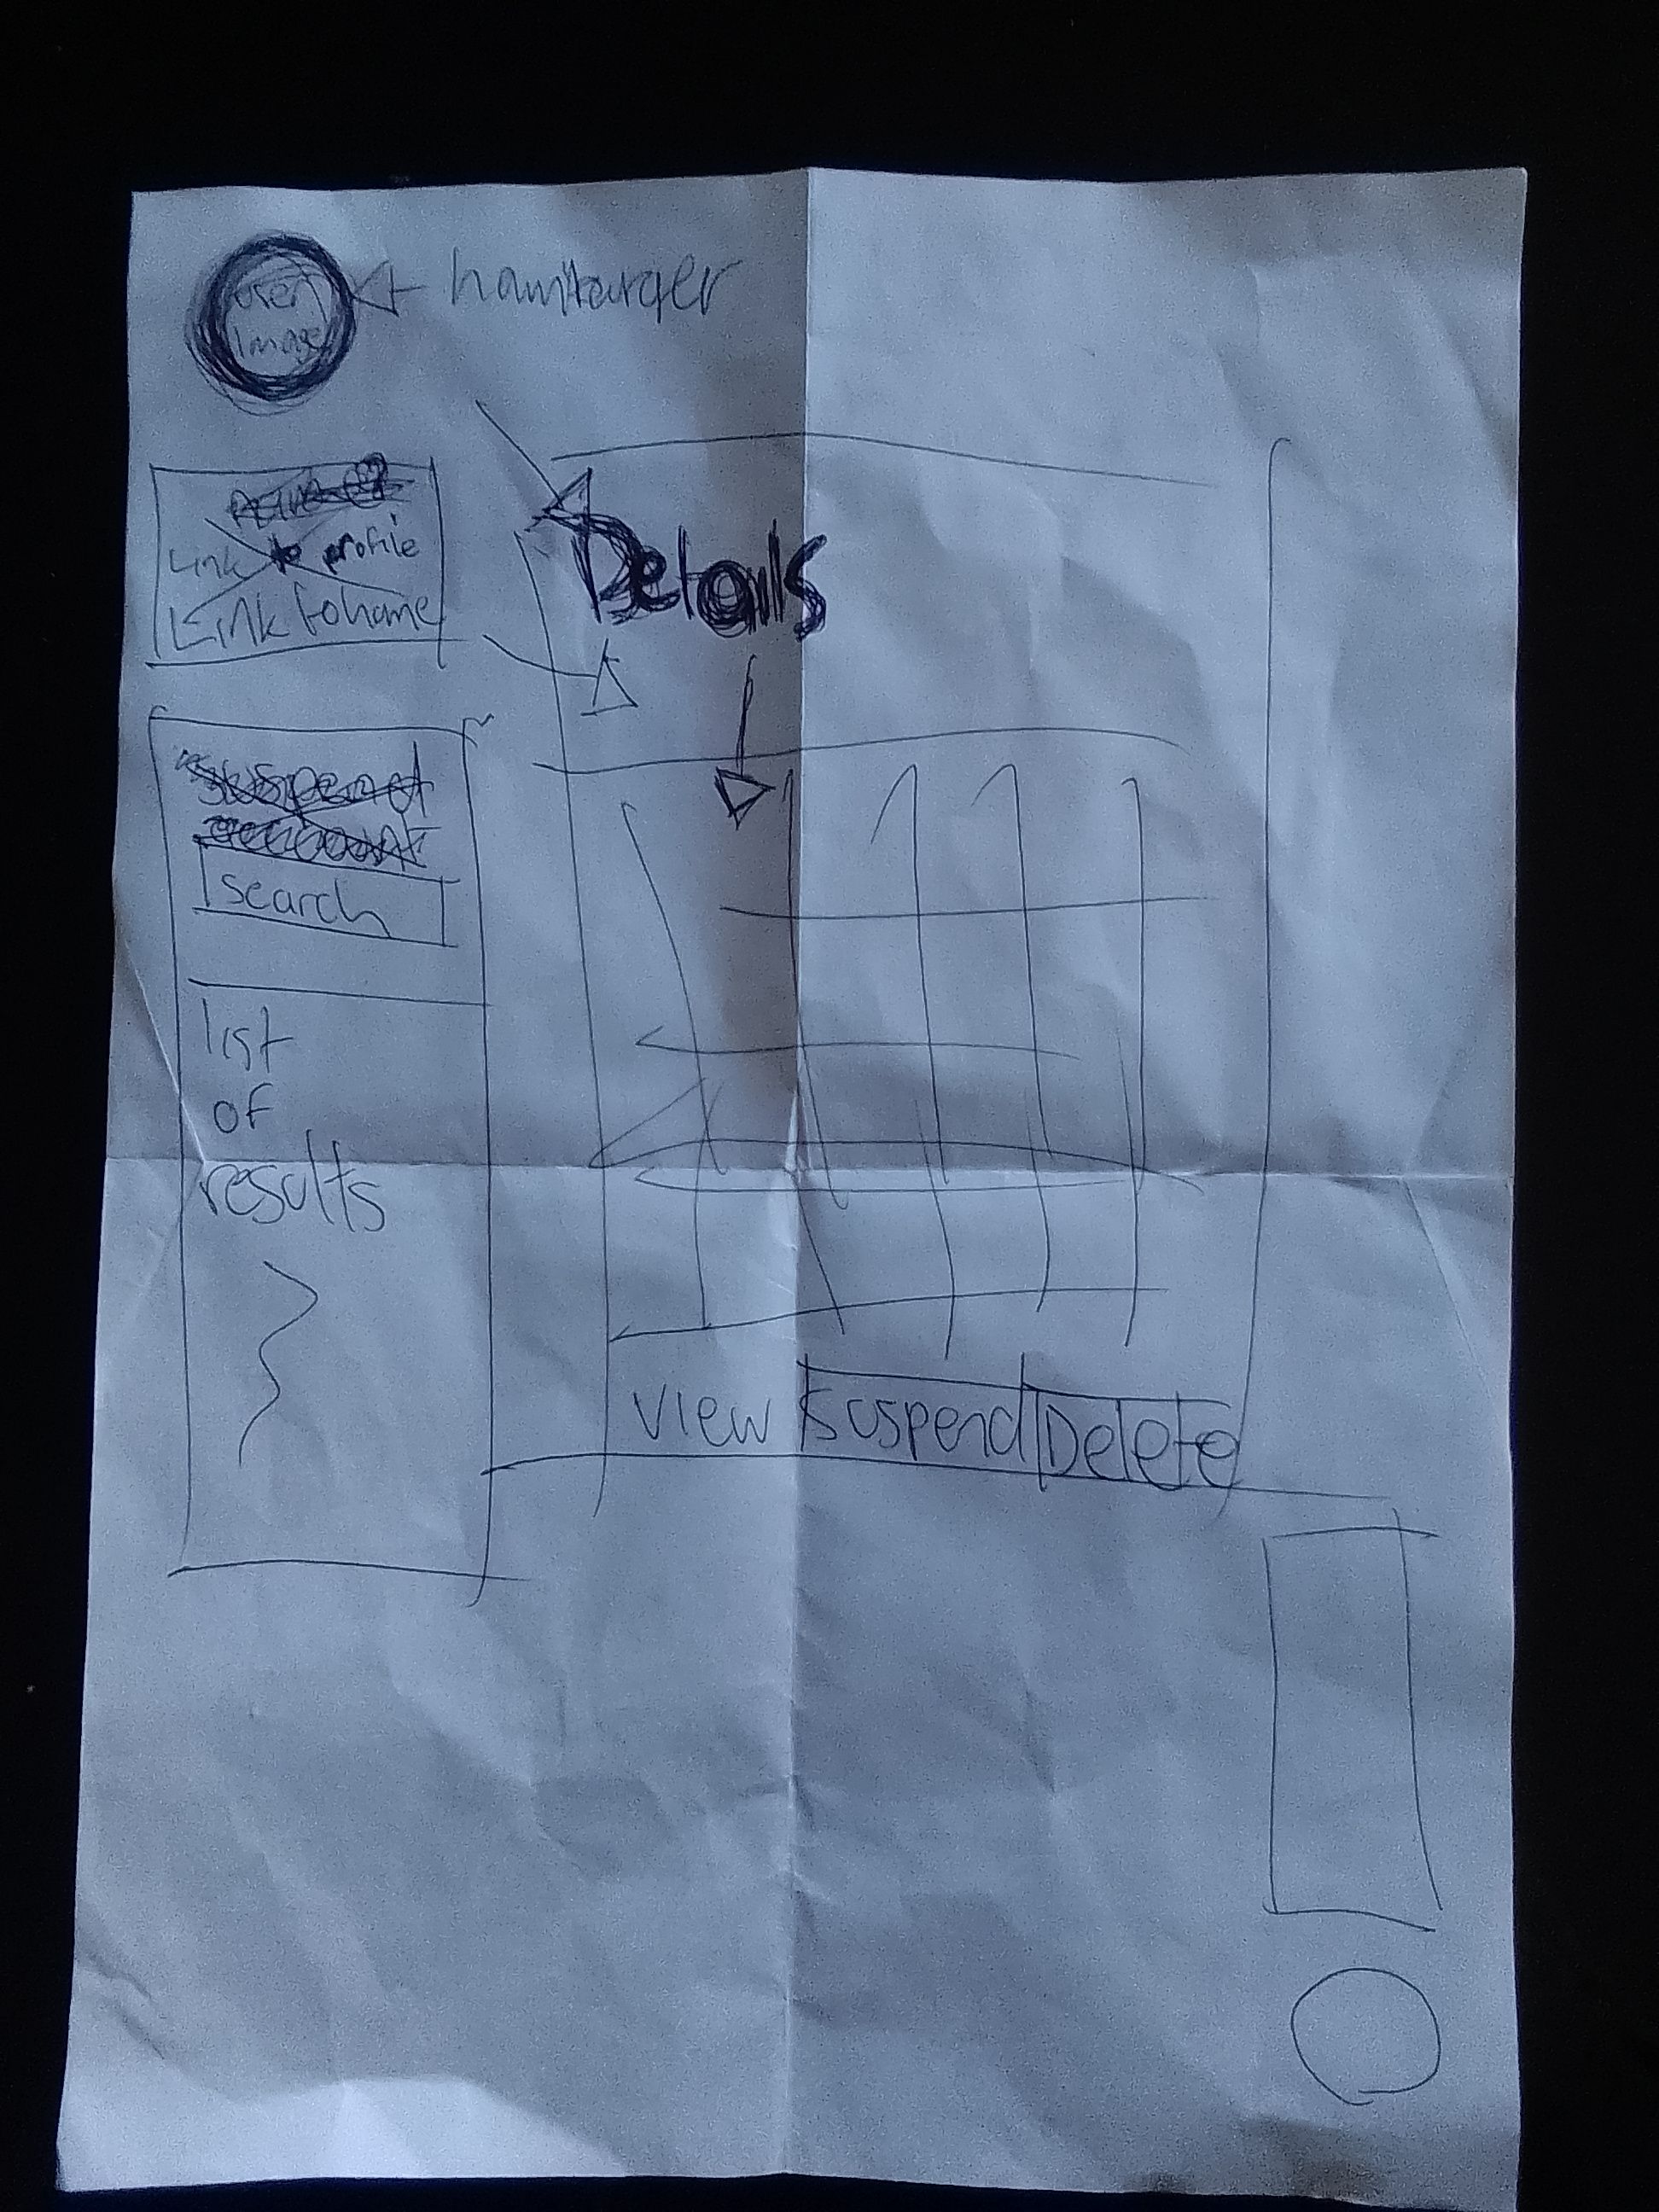 user
Image
hamburger
Link to profile
Link to home
Details
suspend
account
search
list
of
results
View
Suspend
Delete